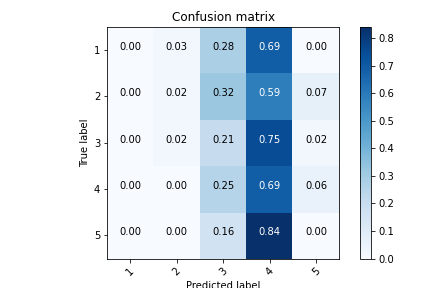 Confusion matrix
1 0.00 0.03 0.28 0.69 0.00
2 0.00 0.02 0.32 0.59 0.07
3 0.00 0.02 0.21 0.75 0.02
4 0.00 0.00 0.25 0.69 0.06
5 0.00 0.00 0.16 0.84 0.00
True label
1 2 3 4 5
Predicted label
0.8
0.7
0.6
0.5
0.4
0.3
0.2
0.1
0.0